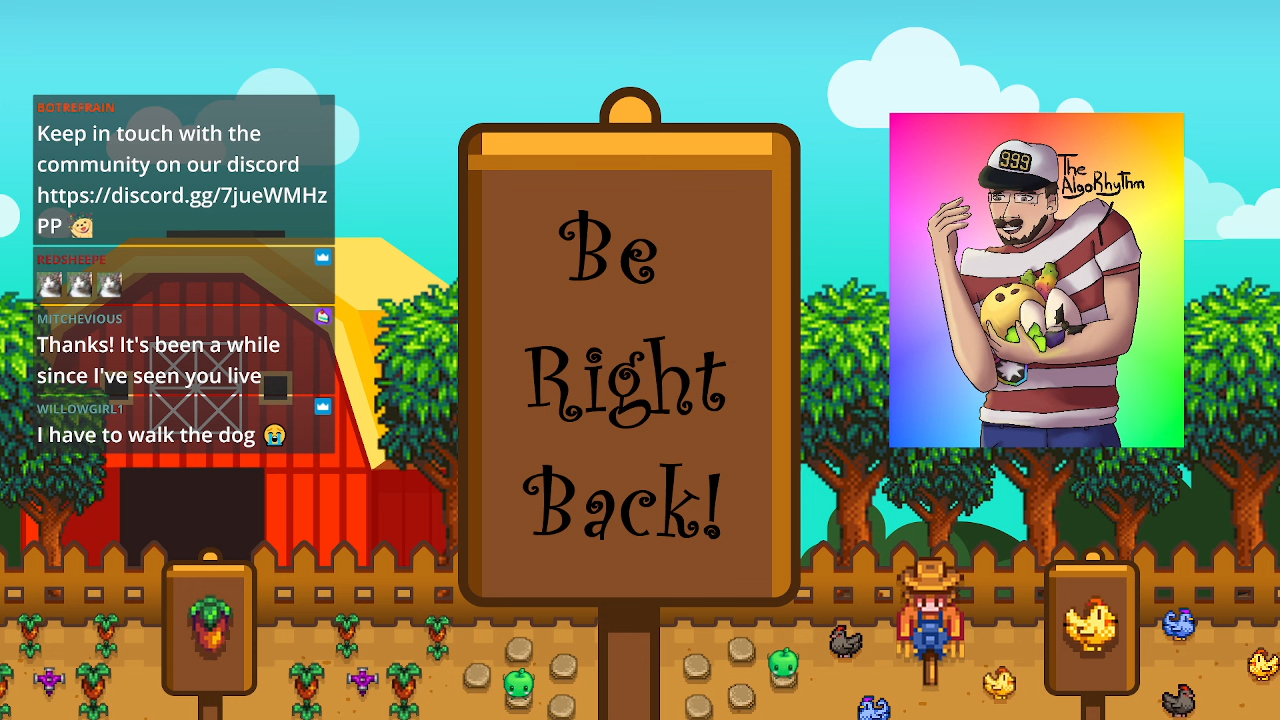 BOTREFRAIN
Keep in touch with the
community on our discord
https://discord.gg/7jueWMHz
PP
REDSHEEPE
MITCHEVIOUS
Thanks! It's been a while
since I've seen you live
WILLOWGIRL1
I have to walk the dog
Be
Right
Back!
999
The
AlgoRhyThm